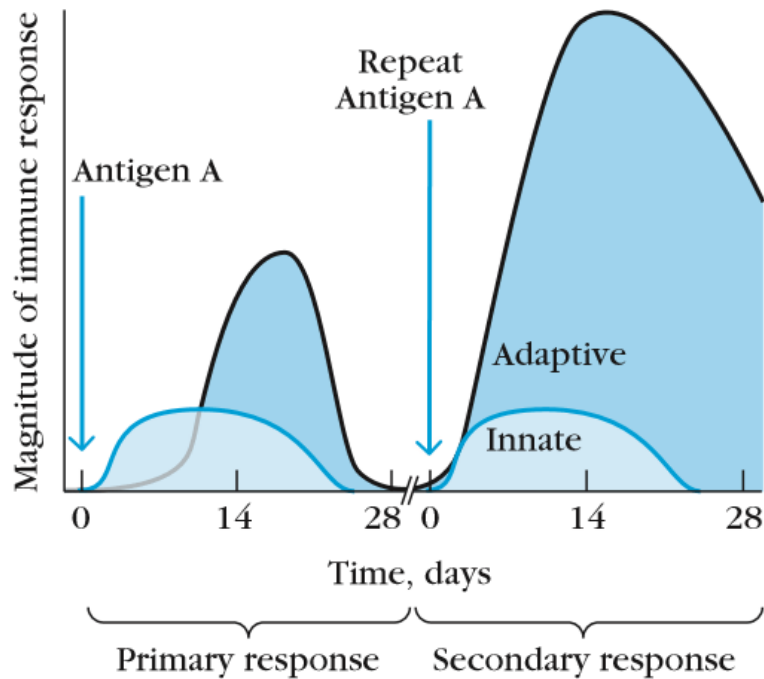 Magnitude of immune response
Antigen A
Repeat
Antigen A
Adaptive
Innate
0 14 28 0 14 28
Time, days
Primary response Secondary response